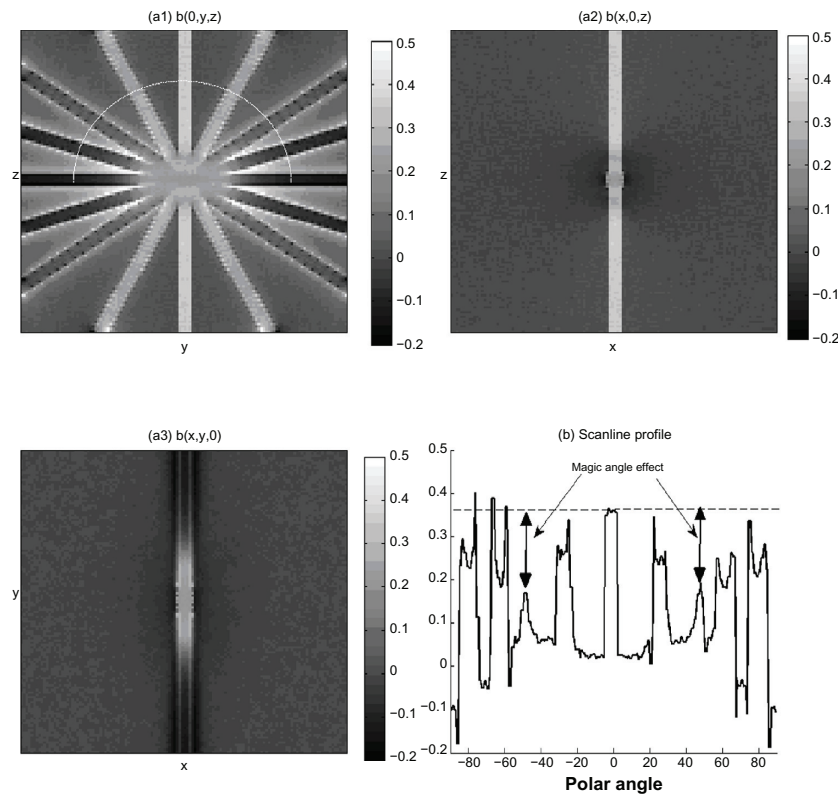 (a1) b(0,y,z)
z
y
0.5
0.4
0.3
0.2
0.1
0
−0.1
−0.2
(a2) b(x,0,z)
z
x
0.5
0.4
0.3
0.2
0.1
0
−0.1
−0.2
(a3) b(x,y,0)
y
x
0.5
0.4
0.3
0.2
0.1
0
−0.1
−0.2
(b) Scanline profile
Magic angle effect
0.5
0.4
0.3
0.2
0.1
0
−0.1
−0.2
−80 −60 −40 −20 0 20 40 60 80
Polar angle